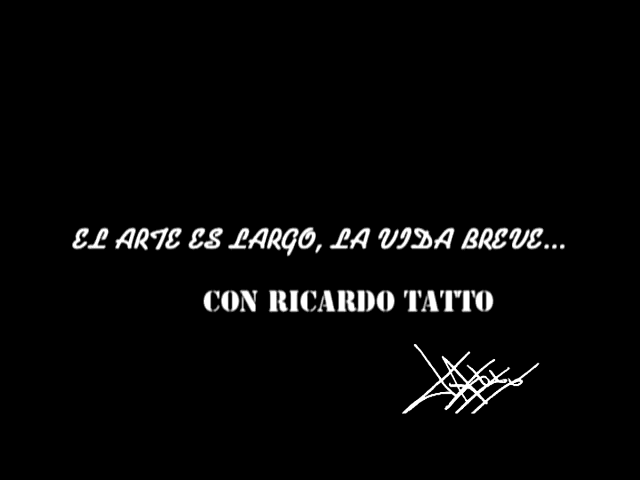 EL ARTE ES LARGO, LA VIDA BREVE...
CON RICARDO TATTO